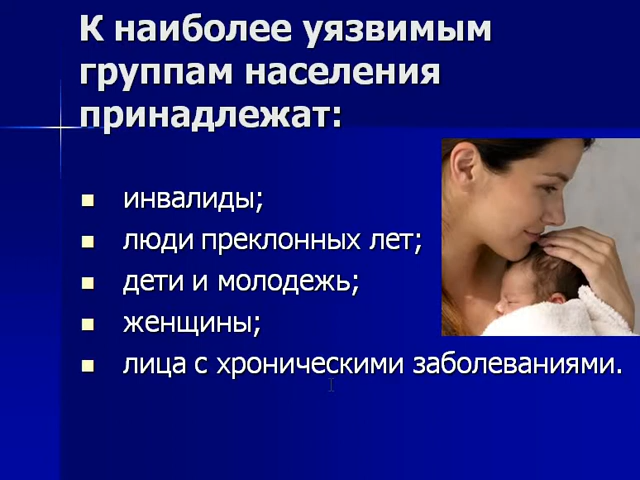 К наиболее уязвимым
группам населения
принадлежат:
инвалиды;
люди преклонных лет;
дети и молодежь;
женщины;
лица с хроническими заболеваниями.